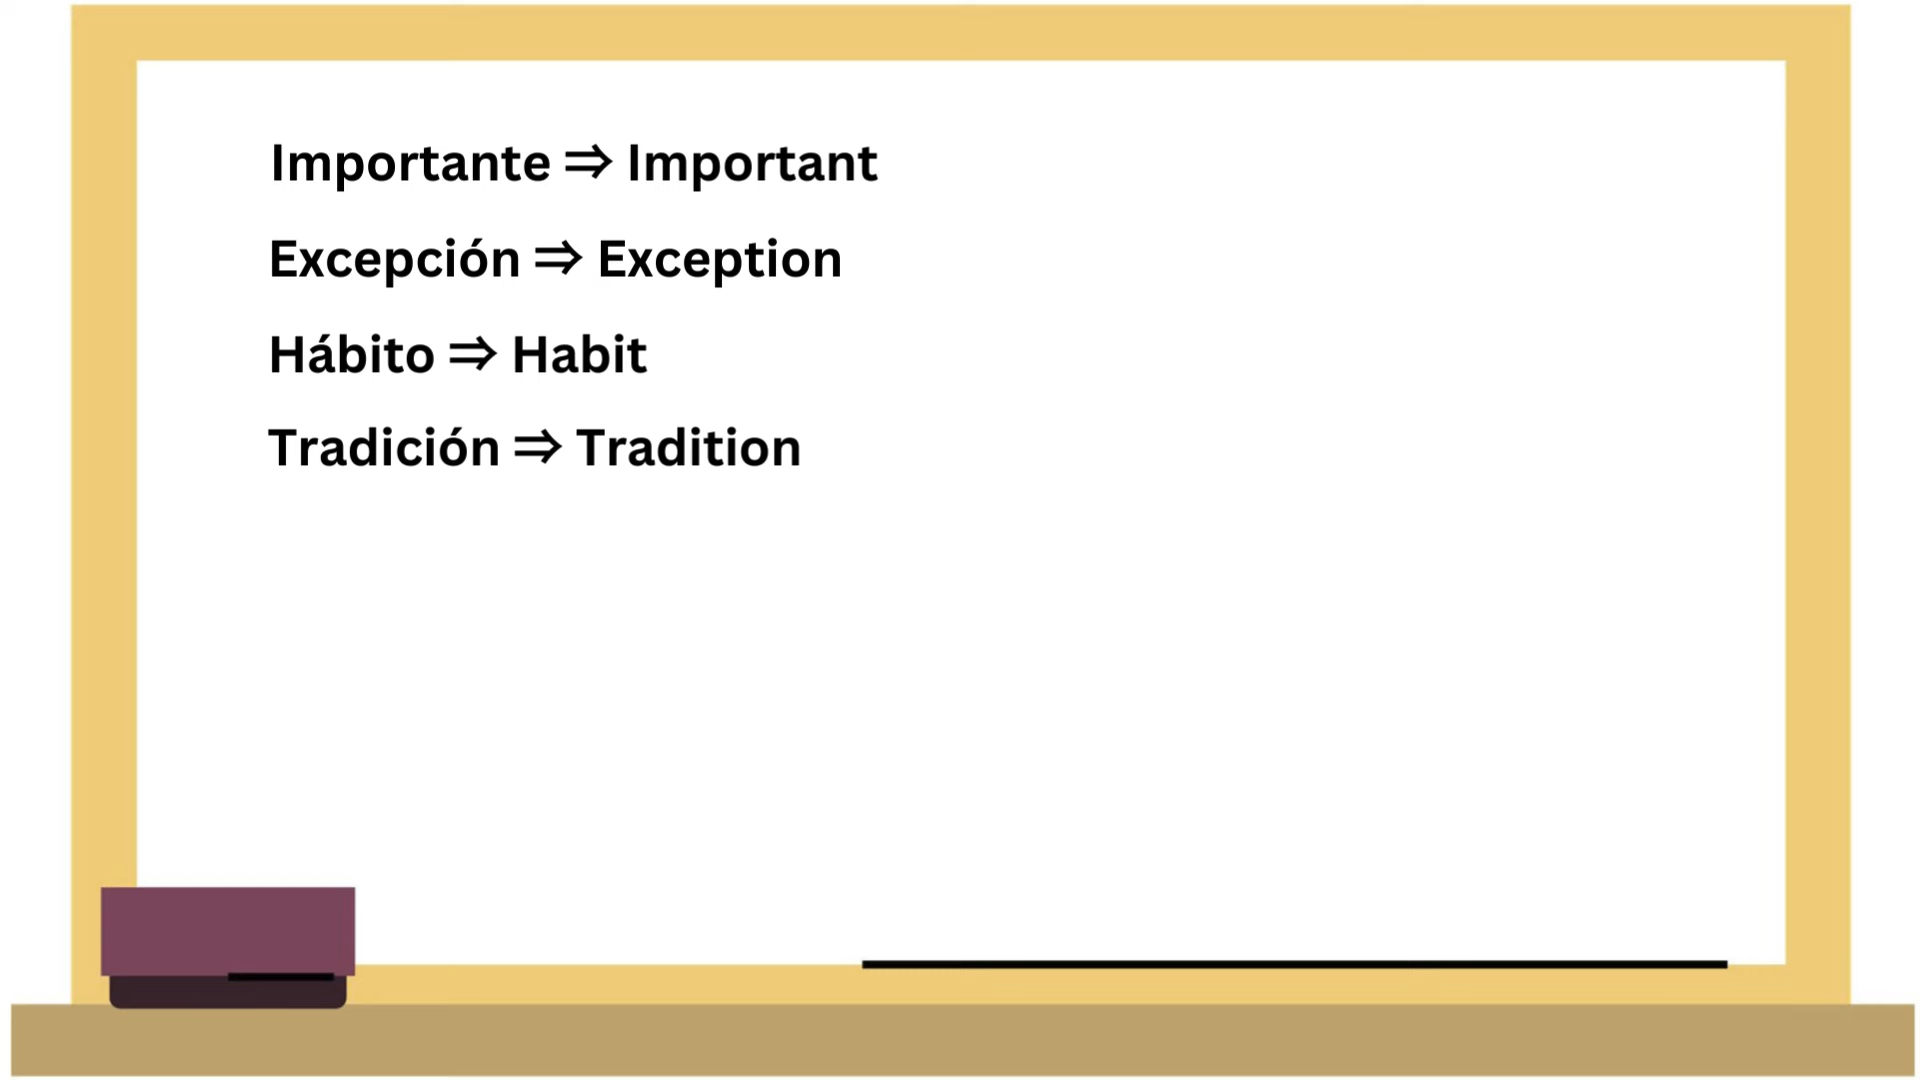 Importante ⇒ Important
Excepción ⇒ Exception
Hábito ⇒ Habit
Tradición ⇒ Tradition